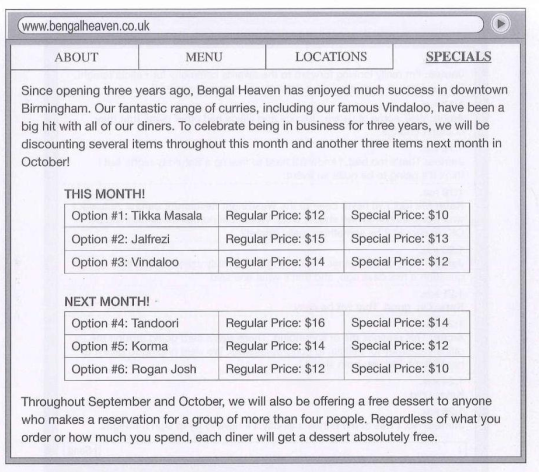 www.bengalheaven.co.uk
ABOUT MENU LOCATIONS SPECIALS
Since opening three years ago, Bengal Heaven has enjoyed much success in downtown
Birmingham. Our fantastic range of curries, including our famous Vindaloo, have been a
big hit with all of our diners. To celebrate being in business for three years, we will be
discounting several items throughout this month and another three items next month in
October!
THIS MONTH!
Option #1: Tikka Masala Regular Price: $12 Special Price: $10
Option #2: Jalfrezi Regular Price: $15 Special Price: $13
Option #3: Vindaloo Regular Price: $14 Special Price: $12
NEXT MONTH!
Option #4: Tandoori Regular Price: $16 Special Price: $14
Option #5: Korma Regular Price: $14 Special Price: $12
Option #6: Rogan Josh Regular Price: $12 Special Price: $10
Throughout September and October, we will also be offering a free dessert to anyone
who makes a reservation for a group of more than four people. Regardless of what you
order or how much you spend, each diner will get a dessert absolutely free.